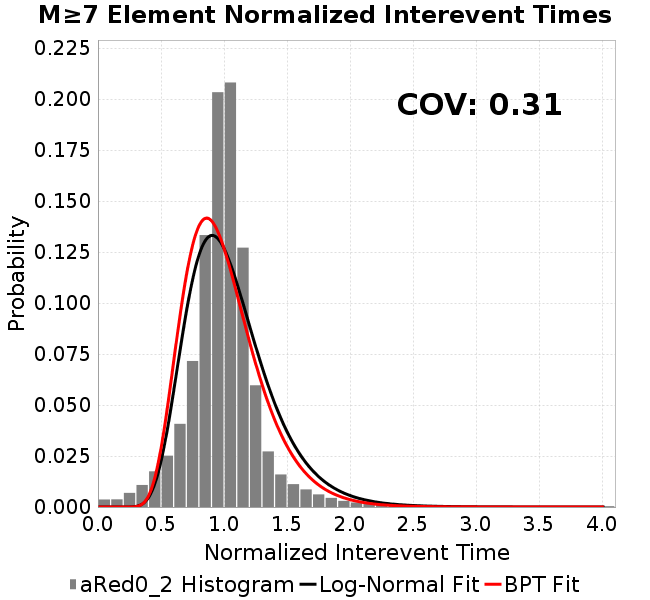 M≥7 Element Normalized Interevent Times
COV: 0.31
Probability
0.225
0.200
0.175
0.150
0.125
0.100
0.075
0.050
0.025
0.000
0.0 0.5 1.0 1.5 2.0 2.5 3.0 3.5 4.0
Normalized Interevent Time
aRed0_2 Histogram Log-Normal Fit BPT Fit